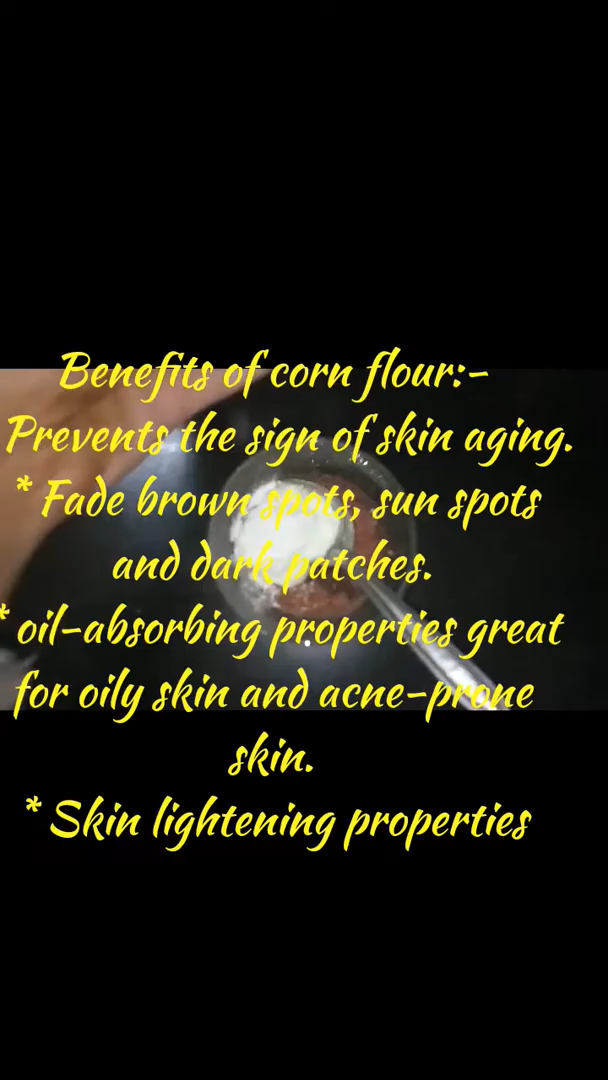 Benefits of corn flour:-
Prevents the sign of skin aging.
* Fade brown spots, sun spots
and dark patches.
* oil-absorbing properties great
for oily skin and acne-prone
skin.
* Skin lightening properties